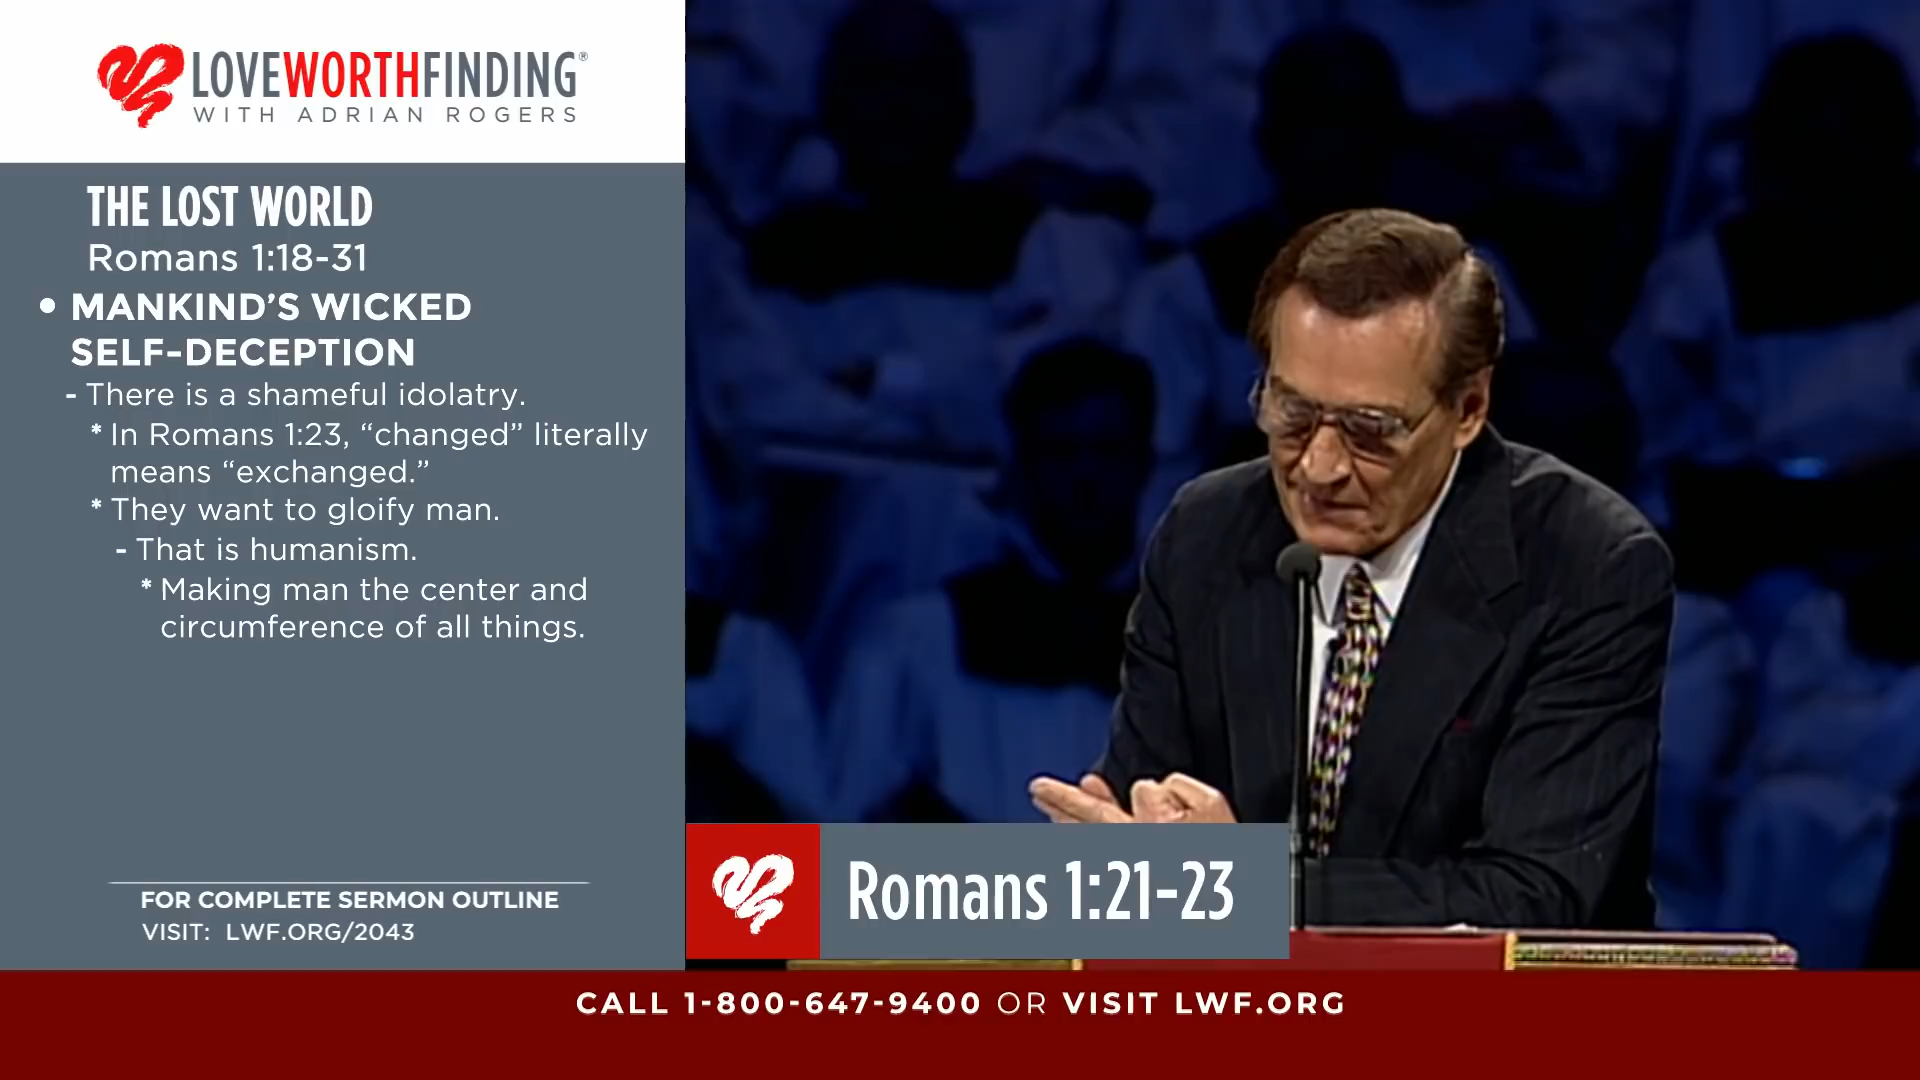 LOVEWORTHFINDING®
WITH ADRIAN ROGERS
THE LOST WORLD
Romans 1:18-31
• MANKIND’S WICKED
SELF-DECEPTION
- There is a shameful idolatry.
* In Romans 1:23, “changed” literally
means “exchanged.”
* They want to gloify man.
- That is humanism.
* Making man the center and
circumference of all things.
FOR COMPLETE SERMON OUTLINE
VISIT: LWF.ORG/2043
Romans 1:21-23
CALL 1-800-647-9400 OR VISIT LWF.ORG